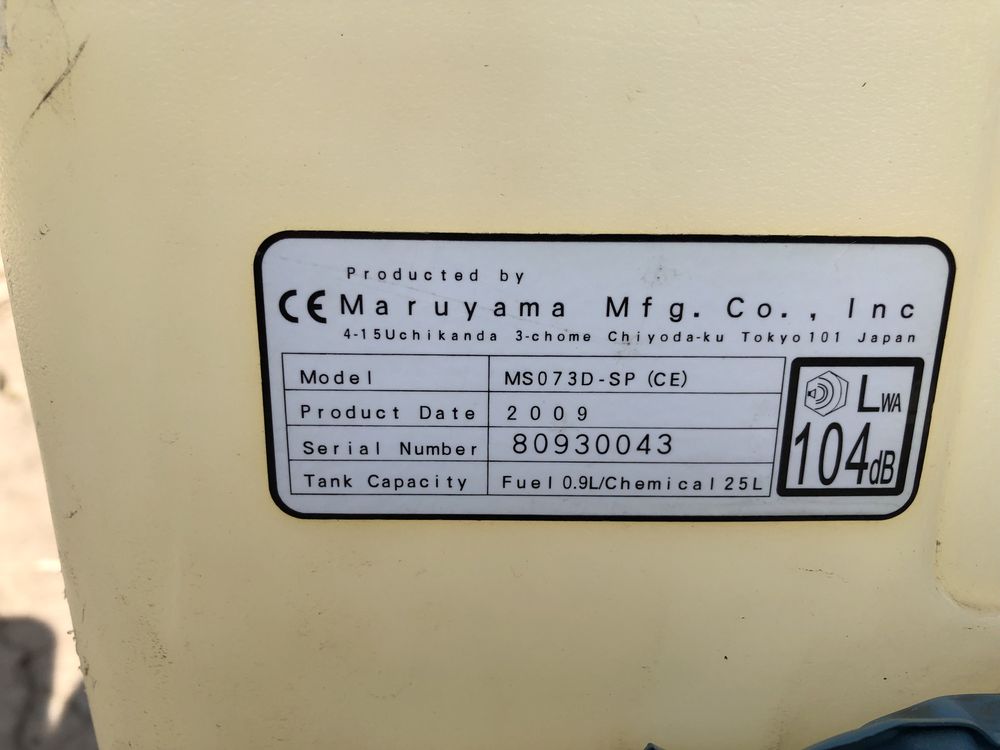 Producted by
CE Maruyama Mfg. Co., Inc
4-15Uchikanda 3-chome Chiyoda-ku Tokyo101 Japan
Model MS073D-SP (CE)
Product Date 2009
Serial Number 80930043
Tank Capacity Fuel 0.9L/Chemical 25L
LWA
104dB